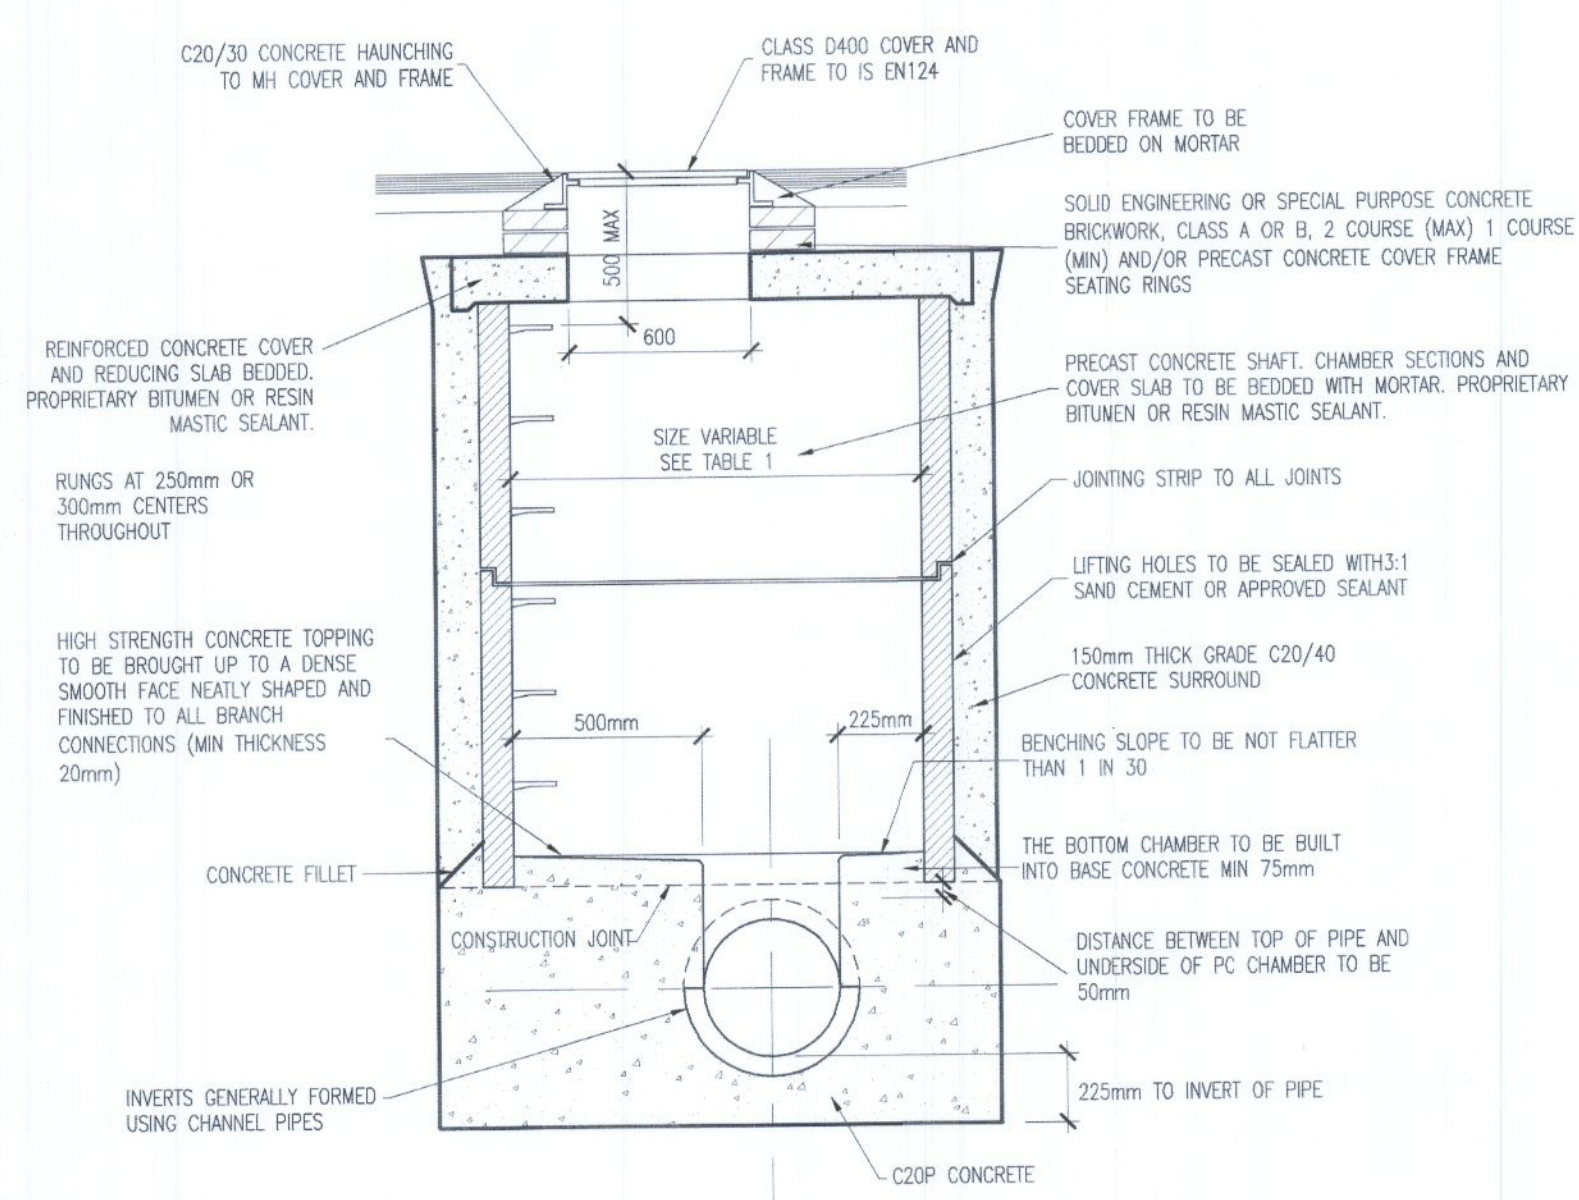 C20/30 CONCRETE HAUNCHING
TO MH COVER AND FRAME
CLASS D400 COVER AND
FRAME TO IS EN124
COVER FRAME TO BE
BEDDED ON MORTAR
SOLID ENGINEERING OR SPECIAL PURPOSE CONCRETE
BRICKWORK, CLASS A OR B, 2 COURSE (MAX) 1 COURSE
(MIN) AND/OR PRECAST CONCRETE COVER FRAME
SEATING RINGS
500 MAX
600
REINFORCED CONCRETE COVER
AND REDUCING SLAB BEDDED.
PROPRIETARY BITUMEN OR RESIN
MASTIC SEALANT.
PRECAST CONCRETE SHAFT. CHAMBER SECTIONS AND
COVER SLAB TO BE BEDDED WITH MORTAR. PROPRIETARY
BITUMEN OR RESIN MASTIC SEALANT.
SIZE VARIABLE
SEE TABLE 1
RUNGS AT 250mm OR
300mm CENTERS
THROUGHOUT
JOINTING STRIP TO ALL JOINTS
LIFTING HOLES TO BE SEALED WITH3:1
SAND CEMENT OR APPROVED SEALANT
HIGH STRENGTH CONCRETE TOPPING
TO BE BROUGHT UP TO A DENSE
SMOOTH FACE NEATLY SHAPED AND
FINISHED TO ALL BRANCH
CONNECTIONS (MIN THICKNESS
20mm)
150mm THICK GRADE C20/40
CONCRETE SURROUND
500mm
225mm
BENCHING SLOPE TO BE NOT FLATTER
THAN 1 IN 30
THE BOTTOM CHAMBER TO BE BUILT
INTO BASE CONCRETE MIN 75mm
CONCRETE FILLET
CONSTRUCTION JOINT
DISTANCE BETWEEN TOP OF PIPE AND
UNDERSIDE OF PC CHAMBER TO BE
50mm
INVERTS GENERALLY FORMED
USING CHANNEL PIPES
225mm TO INVERT OF PIPE
C20P CONCRETE